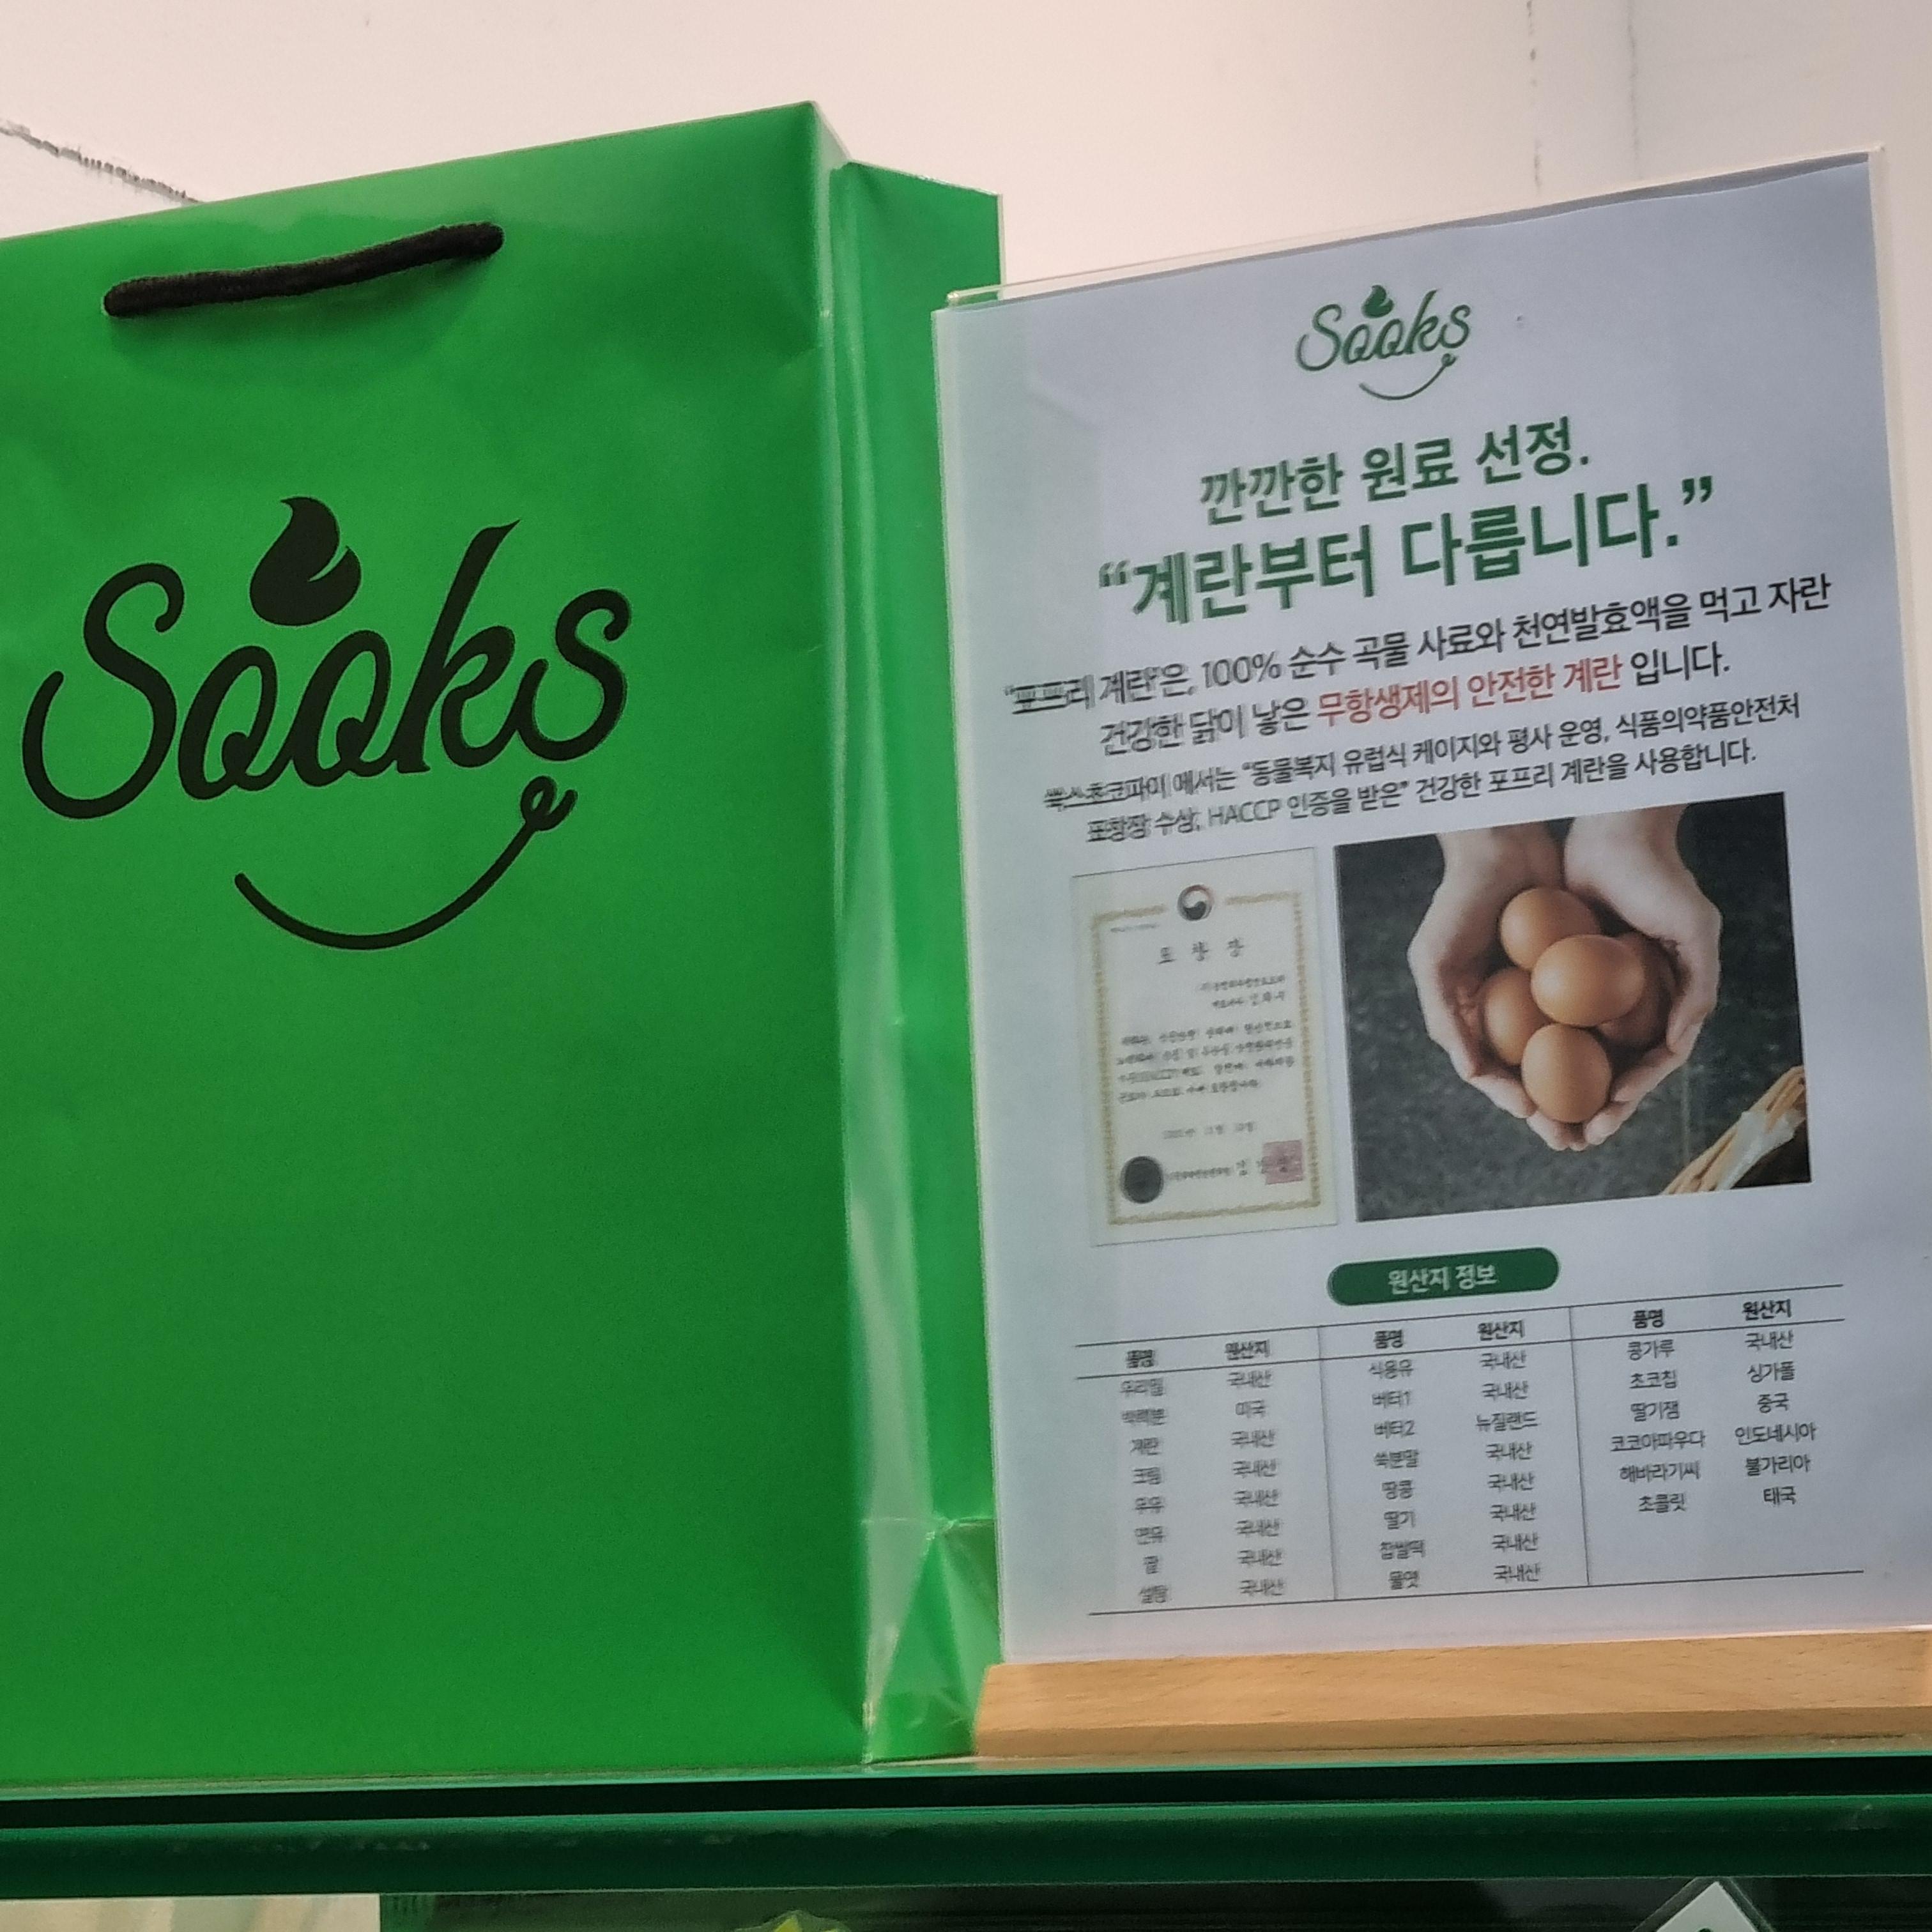 Sooks
Sooks
깐깐한 원료 선정.
“계란부터 다룹니다.”
“포프리 계란”은, 100% 순수 곡물 사료와 천연발효액을 먹고 자란
건강한 닭이 낳은 무항생제의 안전한 계란 입니다.
쑥스초코파이 에서는 “동물복지 유럽식 케이지와 평사 운영, 식품의약품안전처
표창장 수상, HACCP 인증을 받은” 건강한 포프리 계란을 사용합니다.
표 창 장
원산지 정보
품명 원산지 품명 원산지 품명 원산지
우리밀 국내산 식용유 국내산 콩가루 국내산
박력분 미국 버터1 국내산 초코칩 싱가폴
계란 국내산 버터2 뉴질랜드 딸기잼 중국
크림 국내산 쑥분말 국내산 코코아파우다 인도네시아
우유 국내산 땅콩 국내산 해바라기씨 불가리아
연유 국내산 딸기 국내산 초콜릿 태국
팥 국내산 찹쌀떡 국내산
설탕 국내산 물엿 국내산